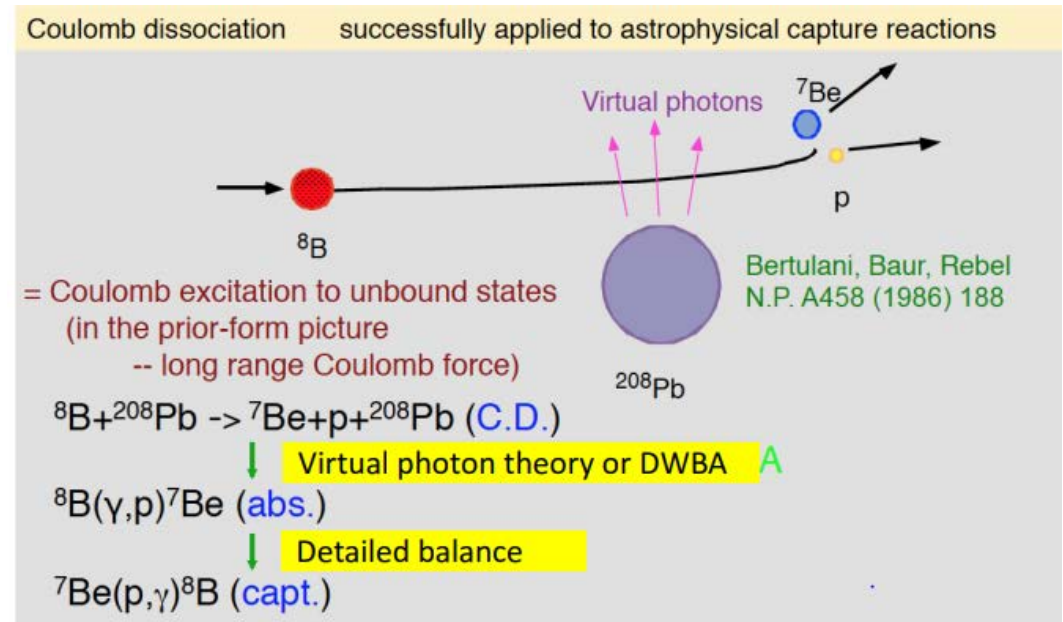 Coulomb dissociation successfully applied to astrophysical capture reactions
Virtual photons
⁷Be
p
⁸B
²⁰⁸Pb
Bertulani, Baur, Rebel
N.P. A458 (1986) 188
= Coulomb excitation to unbound states
(in the prior-form picture
-- long range Coulomb force)
⁸B+²⁰⁸Pb -> ⁷Be+p+²⁰⁸Pb (C.D.)
Virtual photon theory or DWBA A
⁸B(γ,p)⁷Be (abs.)
Detailed balance
⁷Be(p,γ)⁸B (capt.)